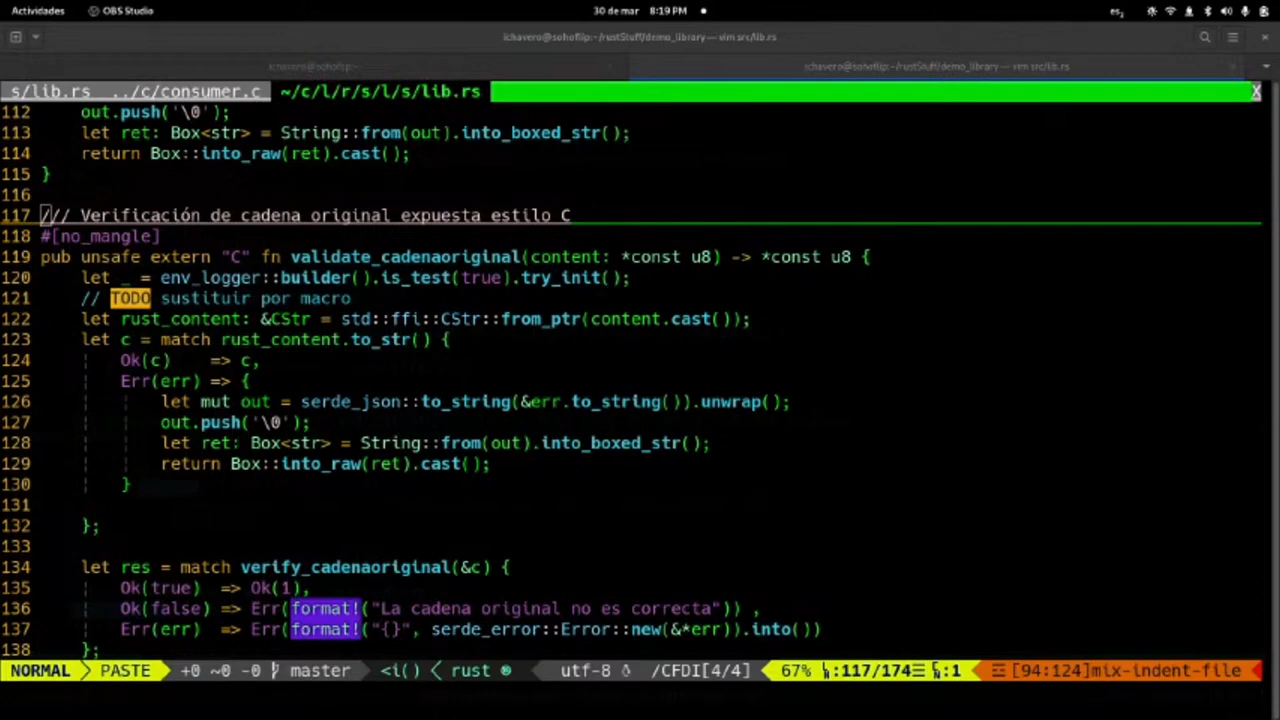 Actividades OBS Studio 30 de mar 8:19 PM es₂
ichavero@sohoflip:~/rustStuff/demo_library — vim src/lib.rs
ichavero@sohoflip:~ ichavero@sohoflip:~/rustStuff/demo_library — vim src/lib.rs
s/lib.rs ../c/consumer.c ~/c/l/r/s/l/s/lib.rs X
112     out.push('\0');
113     let ret: Box<str> = String::from(out).into_boxed_str();
114     return Box::into_raw(ret).cast();
115 }
116
117 /// Verificación de cadena original expuesta estilo C
118 #[no_mangle]
119 pub unsafe extern "C" fn validate_cadenaoriginal(content: *const u8) -> *const u8 {
120     let _ = env_logger::builder().is_test(true).try_init();
121     // TODO sustituir por macro
122     let rust_content: &CStr = std::ffi::CStr::from_ptr(content.cast());
123     let c = match rust_content.to_str() {
124     ¦   Ok(c)    => c,
125     ¦   Err(err) => {
126     ¦   ¦   let mut out = serde_json::to_string(&err.to_string()).unwrap();
127     ¦   ¦   out.push('\0');
128     ¦   ¦   let ret: Box<str> = String::from(out).into_boxed_str();
129     ¦   ¦   return Box::into_raw(ret).cast();
130     ¦   }
131
132     };
133
134     let res = match verify_cadenaoriginal(&c) {
135     ¦   Ok(true)  => Ok(1),
136     ¦   Ok(false) => Err(format!("La cadena original no es correcta")) ,
137     ¦   Err(err)  => Err(format!("{}", serde_error::Error::new(&*err)).into())
138     };
NORMAL PASTE +0 ~0 -0 master <i() rust utf-8 /CFDI[4/4] 67% :117/174 :1 [94:124]mix-indent-file